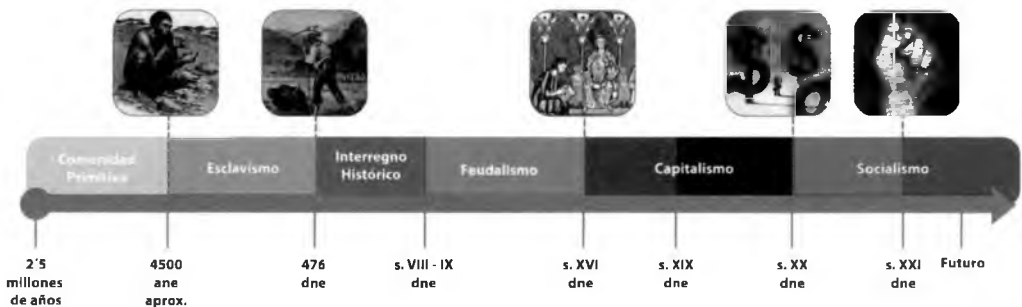 Comunidad
Primitiva
Esclavismo
Interregno
Histórico
Feudalismo
Capitalismo
Socialismo
2'5
millones
de años
4500
ane
aprox.
476
dne
s. VIII - IX
dne
s. XVI
dne
s. XIX
dne
s. XX
dne
s. XXI
dne
Futuro